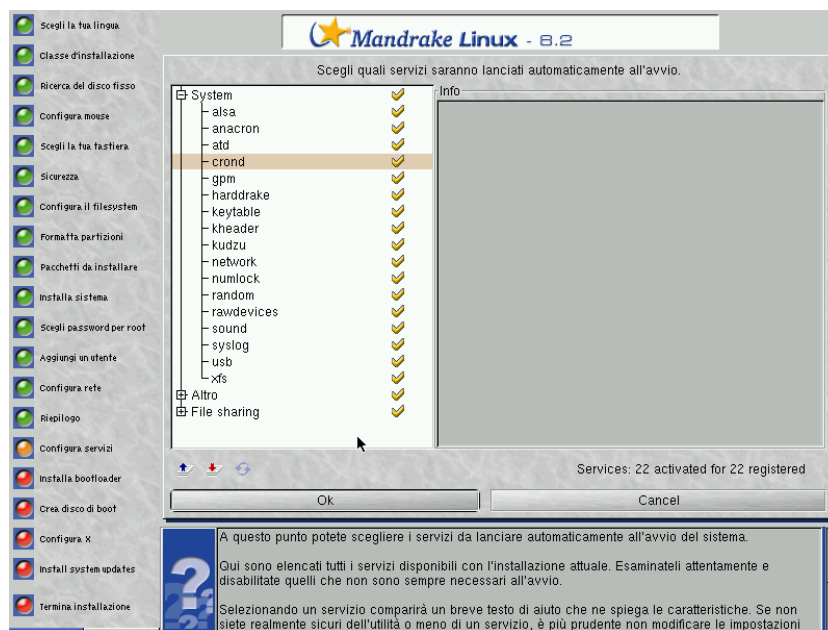 Scegli la tua lingua
Classe d'installazione
Ricerca del disco fisso
Configura mouse
Scegli la tua tastiera
Sicurezza
Configura il filesystem
Formatta partizioni
Pacchetti da installare
Installa sistema
Scegli password per root
Aggiungi un utente
Configura rete
Riepilogo
Configura servizi
Installa bootloader
Crea disco di boot
Configura X
Install system updates
Termina installazione
Mandrake Linux - 8.2
Scegli quali servizi saranno lanciati automaticamente all'avvio.
System
alsa
anacron
atd
crond
gpm
harddrake
keytable
kheader
kudzu
network
numlock
random
rawdevices
sound
syslog
usb
xfs
Altro
File sharing
Info
Services: 22 activated for 22 registered
Ok
Cancel
A questo punto potete scegliere i servizi da lanciare automaticamente all'avvio del sistema.
Qui sono elencati tutti i servizi disponibili con l'installazione attuale. Esaminateli attentamente e
disabilitate quelli che non sono sempre necessari all'avvio.
Selezionando un servizio comparirà un breve testo di aiuto che ne spiega le caratteristiche. Se non
siete realmente sicuri dell'utilità o meno di un servizio, è più prudente non modificare le impostazioni